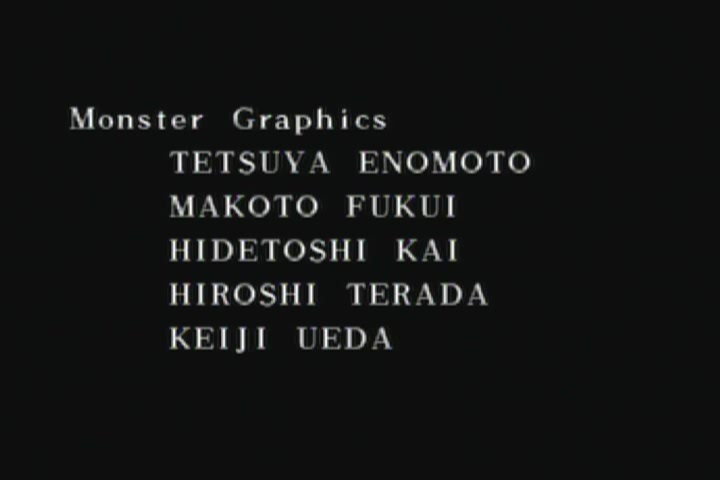 Monster Graphics
TETSUYA ENOMOTO
MAKOTO FUKUI
HIDETOSHI KAI
HIROSHI TERADA
KEIJI UEDA